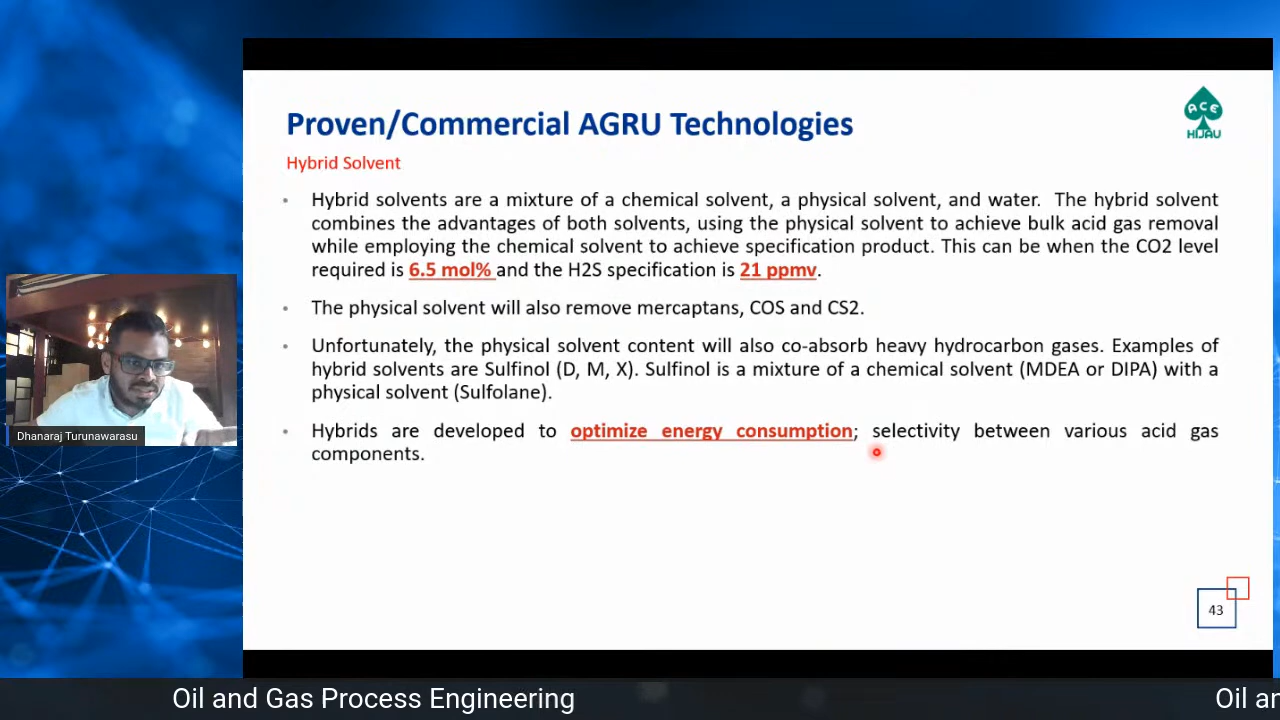 Proven/Commercial AGRU Technologies
ACE
HIJAU
Hybrid Solvent
• Hybrid solvents are a mixture of a chemical solvent, a physical solvent, and water. The hybrid solvent
combines the advantages of both solvents, using the physical solvent to achieve bulk acid gas removal
while employing the chemical solvent to achieve specification product. This can be when the CO2 level
required is 6.5 mol% and the H2S specification is 21 ppmv.
• The physical solvent will also remove mercaptans, COS and CS2.
• Unfortunately, the physical solvent content will also co-absorb heavy hydrocarbon gases. Examples of
hybrid solvents are Sulfinol (D, M, X). Sulfinol is a mixture of a chemical solvent (MDEA or DIPA) with a
physical solvent (Sulfolane).
• Hybrids are developed to optimize energy consumption; selectivity between various acid gas
components.
Dhanaraj Turunawarasu
43
Oil and Gas Process Engineering
Oil an